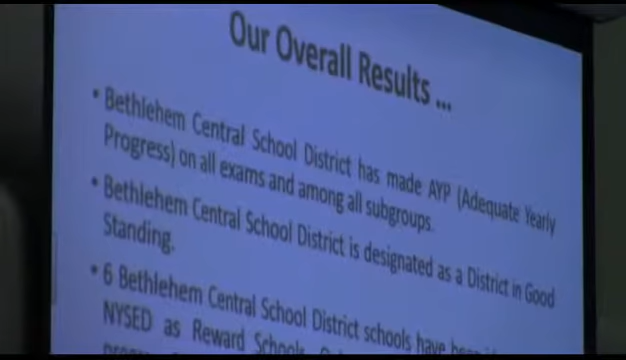 Our Overall Results ...
• Bethlehem Central School District has made AYP (Adequate Yearly
Progress) on all exams and among all subgroups.
• Bethlehem Central School District is designated as a District in Good
Standing.
• 6 Bethlehem Central School District schools have
NYSED as Reward Schools